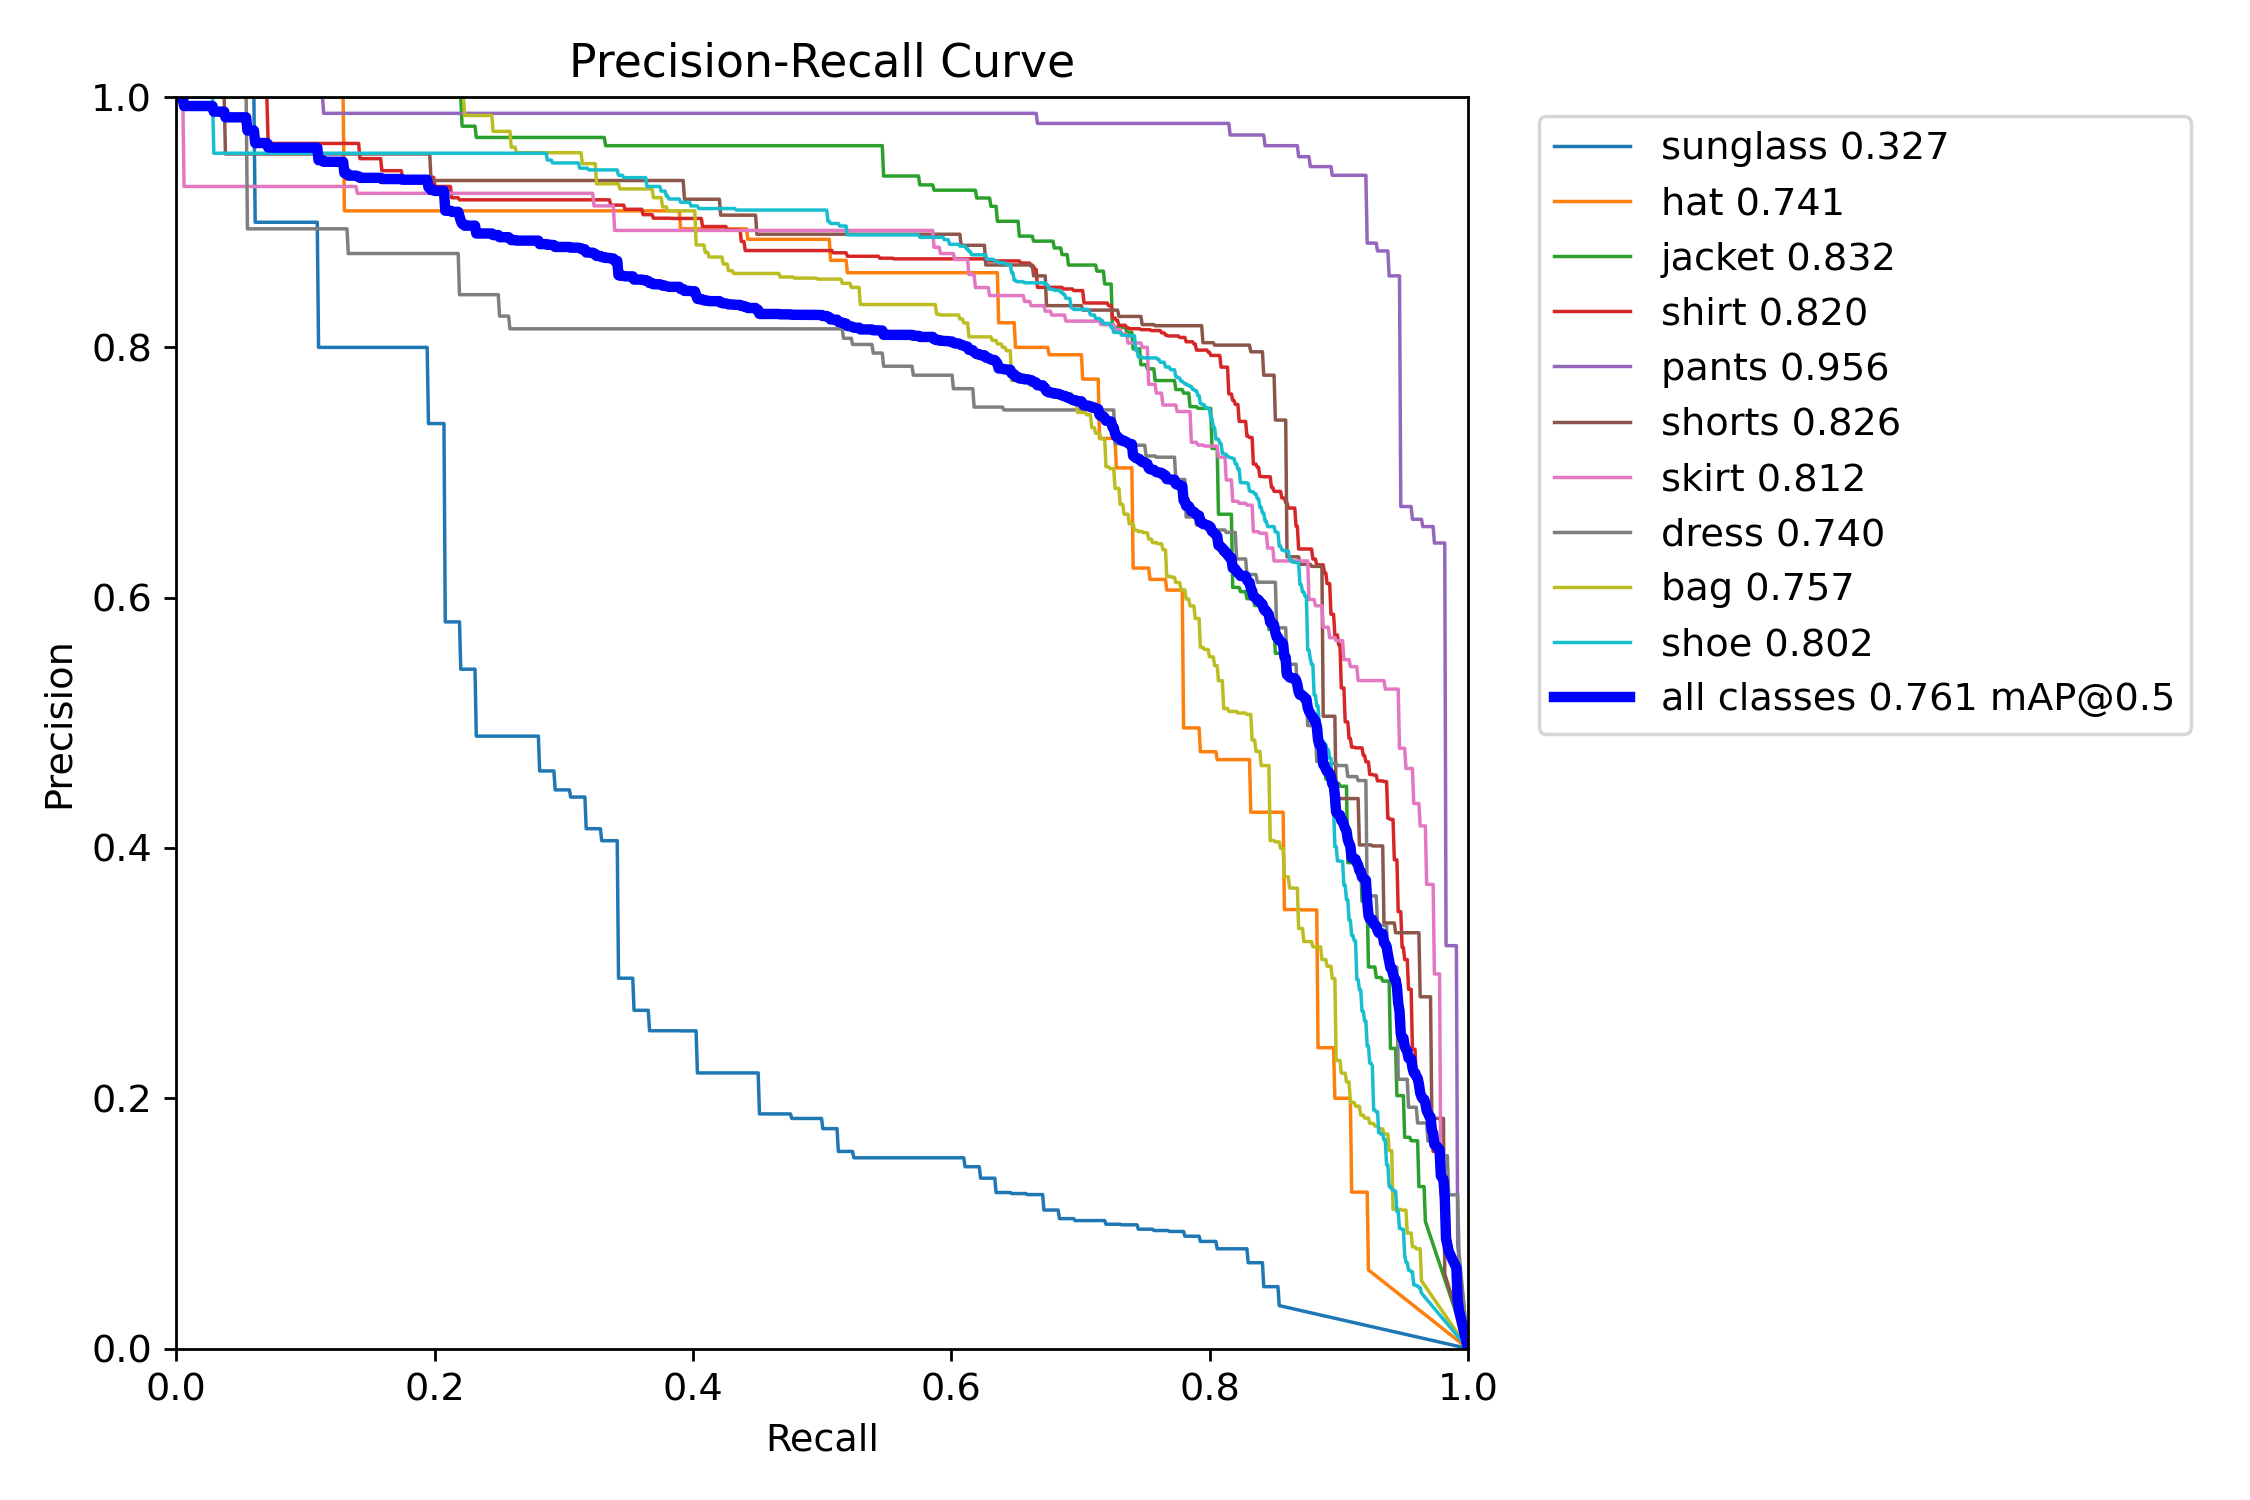 Precision-Recall Curve
1.0
0.8
0.6
0.4
0.2
0.0
Precision
0.0 0.2 0.4 0.6 0.8 1.0
Recall
sunglass 0.327
hat 0.741
jacket 0.832
shirt 0.820
pants 0.956
shorts 0.826
skirt 0.812
dress 0.740
bag 0.757
shoe 0.802
all classes 0.761 mAP@0.5